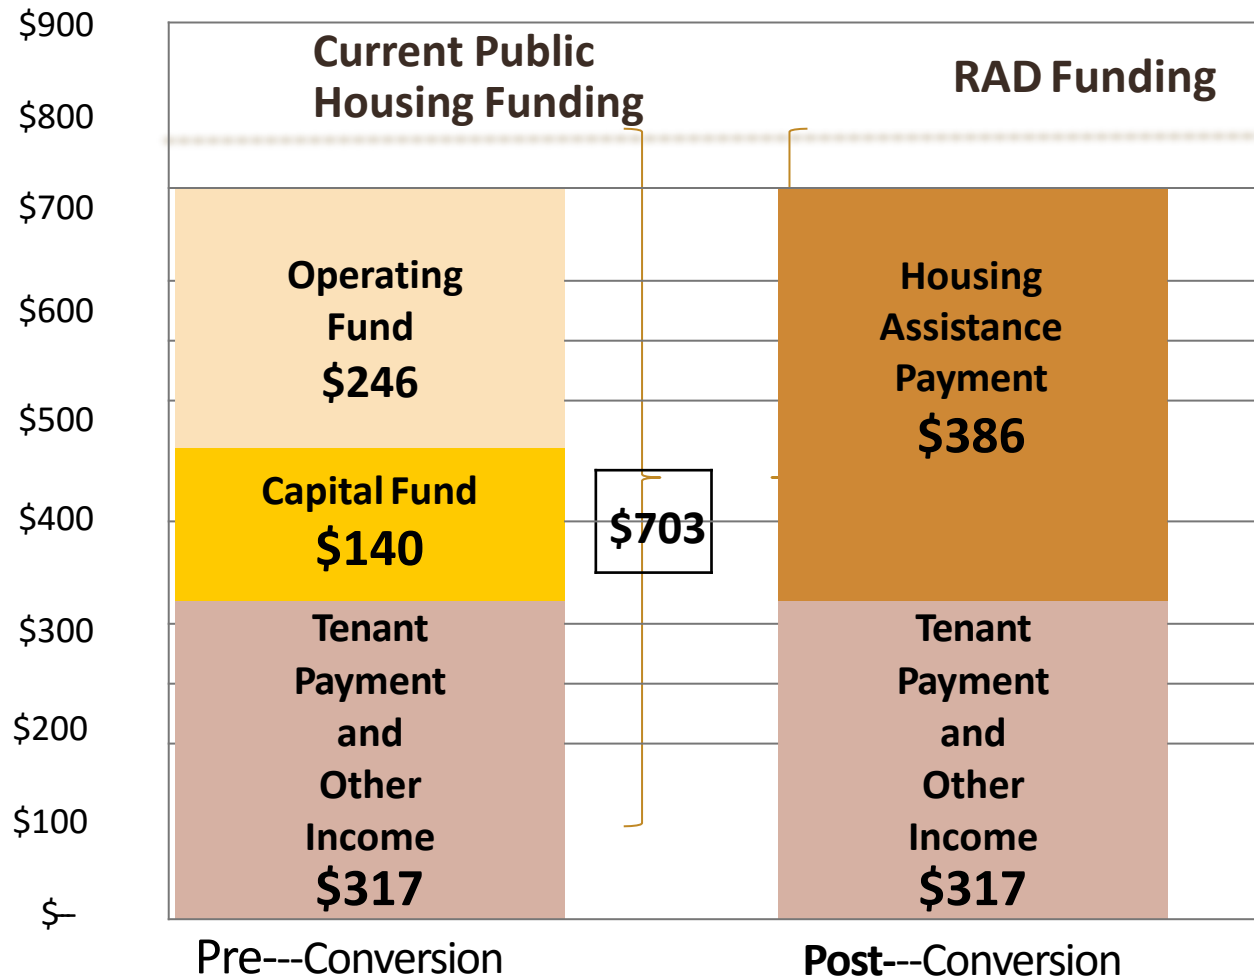 $900
$800
$700
$600
$500
$400
$300
$200
$100
$–
Current Public
Housing Funding
RAD Funding
Operating
Fund
$246
Capital Fund
$140
Tenant
Payment
and
Other
Income
$317
$703
Housing
Assistance
Payment
$386
Tenant
Payment
and
Other
Income
$317
Pre---Conversion
Post---Conversion